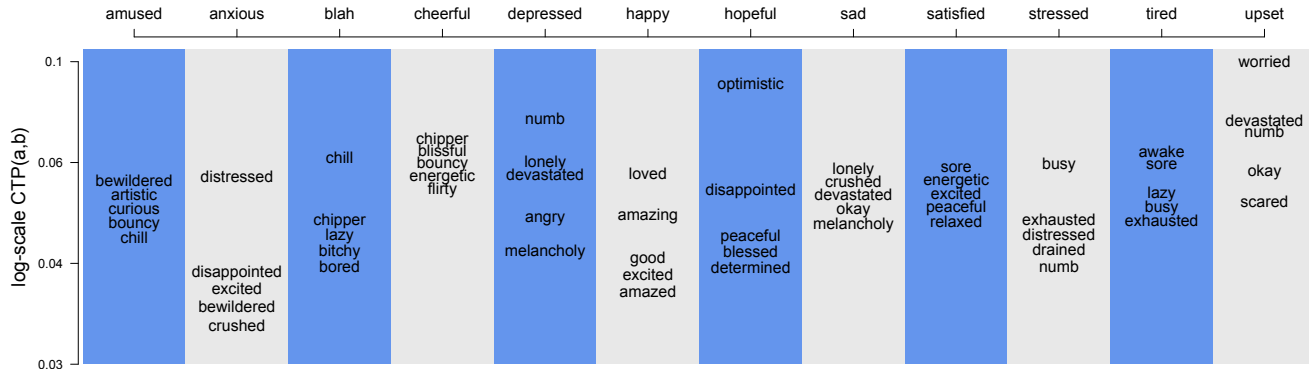 amused anxious blah cheerful depressed happy hopeful sad satisfied stressed tired upset
log-scale CTP(a,b)
0.1
0.06
0.04
0.03
bewildered
artistic
curious
bouncy
chill
distressed
disappointed
excited
bewildered
crushed
chill
chipper
lazy
bitchy
bored
chipper
blissful
bouncy
energetic
flirty
numb
lonely
devastated
angry
melancholy
loved
amazing
good
excited
amazed
optimistic
disappointed
peaceful
blessed
determined
lonely
crushed
devastated
okay
melancholy
sore
energetic
excited
peaceful
relaxed
busy
exhausted
distressed
drained
numb
awake
sore
lazy
busy
exhausted
worried
devastated
numb
okay
scared